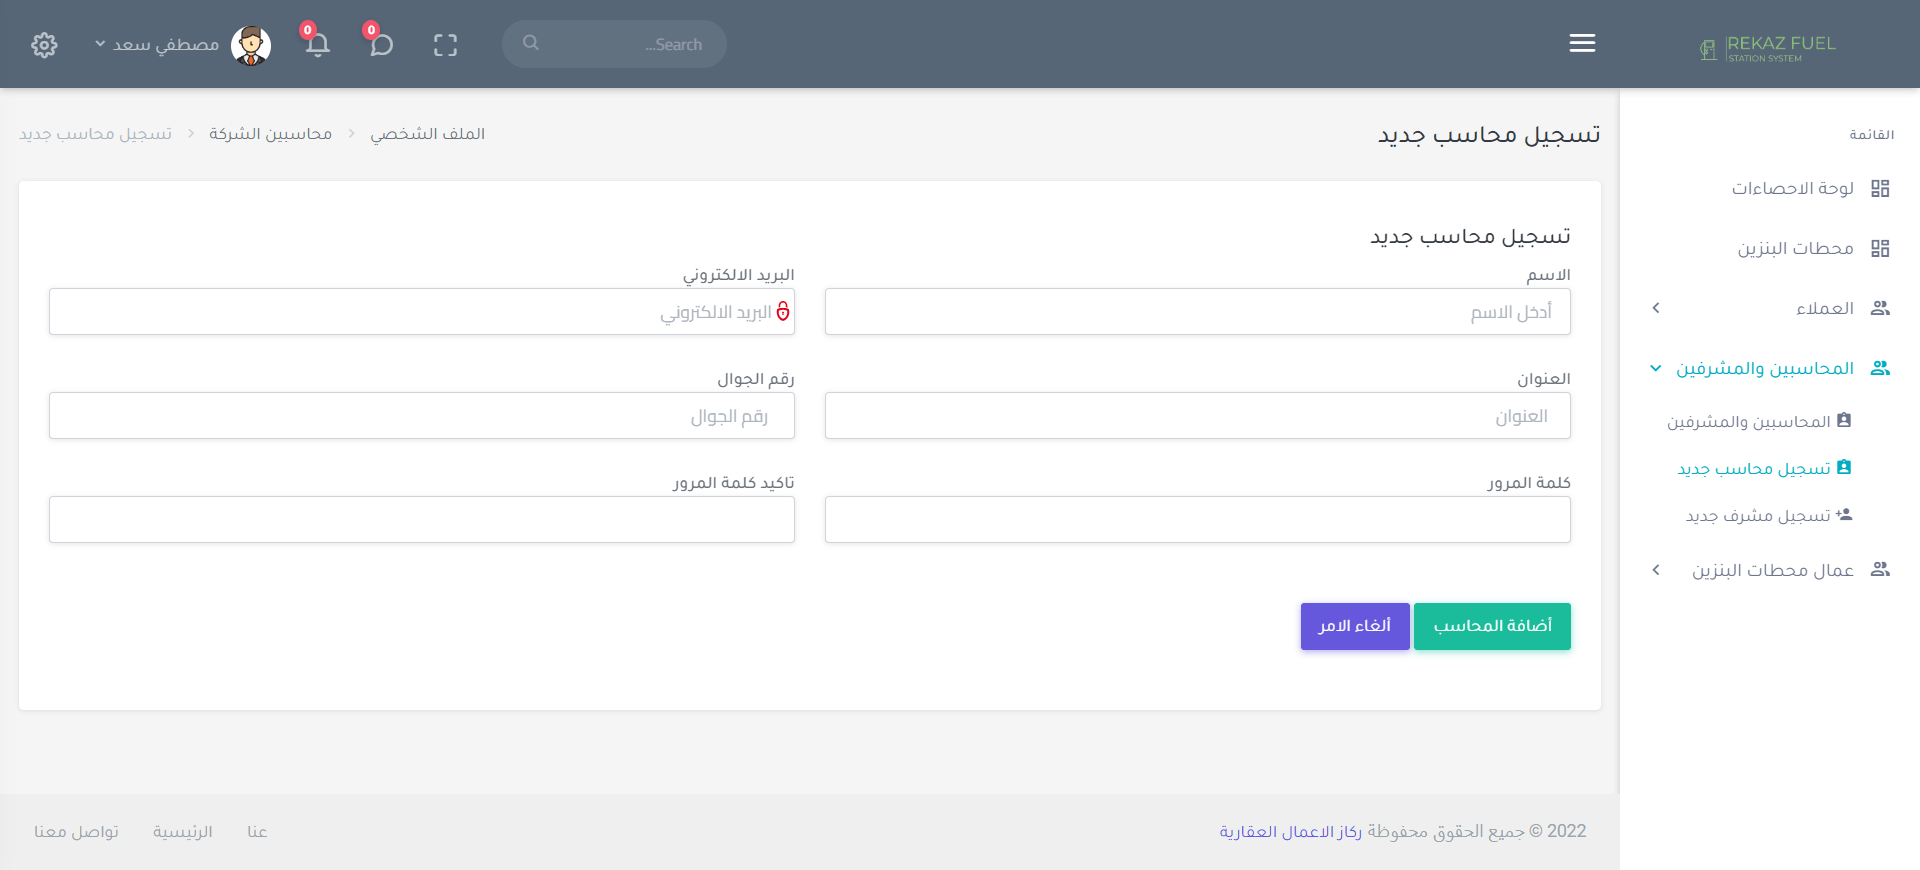 REKAZ FUEL
STATION SYSTEM
Search...
0
0
مصطفي سعد
القائمة
لوحة الاحصاءات
محطات البنزين
العملاء
المحاسبين والمشرفين
المحاسبين والمشرفين
تسجيل محاسب جديد
تسجيل مشرف جديد
عمال محطات البنزين
تسجيل محاسب جديد
الملف الشخصي
محاسبين الشركة
تسجيل محاسب جديد
تسجيل محاسب جديد
الاسم
البريد الالكتروني
أدخل الاسم
البريد الالكتروني
العنوان
رقم الجوال
العنوان
رقم الجوال
كلمة المرور
تاكيد كلمة المرور
أضافة المحاسب
ألغاء الامر
2022 © جميع الحقوق محفوظة ركاز الاعمال العقارية
عنا
الرئيسية
تواصل معنا